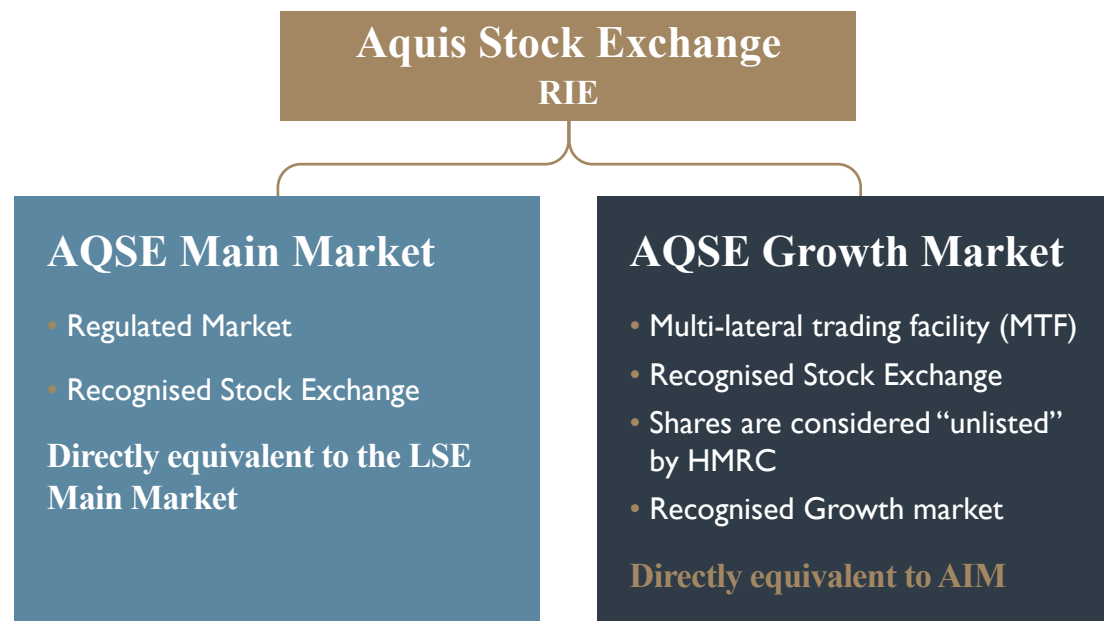 Aquis Stock Exchange
RIE
AQSE Main Market
• Regulated Market
• Recognised Stock Exchange
Directly equivalent to the LSE
Main Market
AQSE Growth Market
• Multi-lateral trading facility (MTF)
• Recognised Stock Exchange
• Shares are considered “unlisted”
by HMRC
• Recognised Growth market
Directly equivalent to AIM